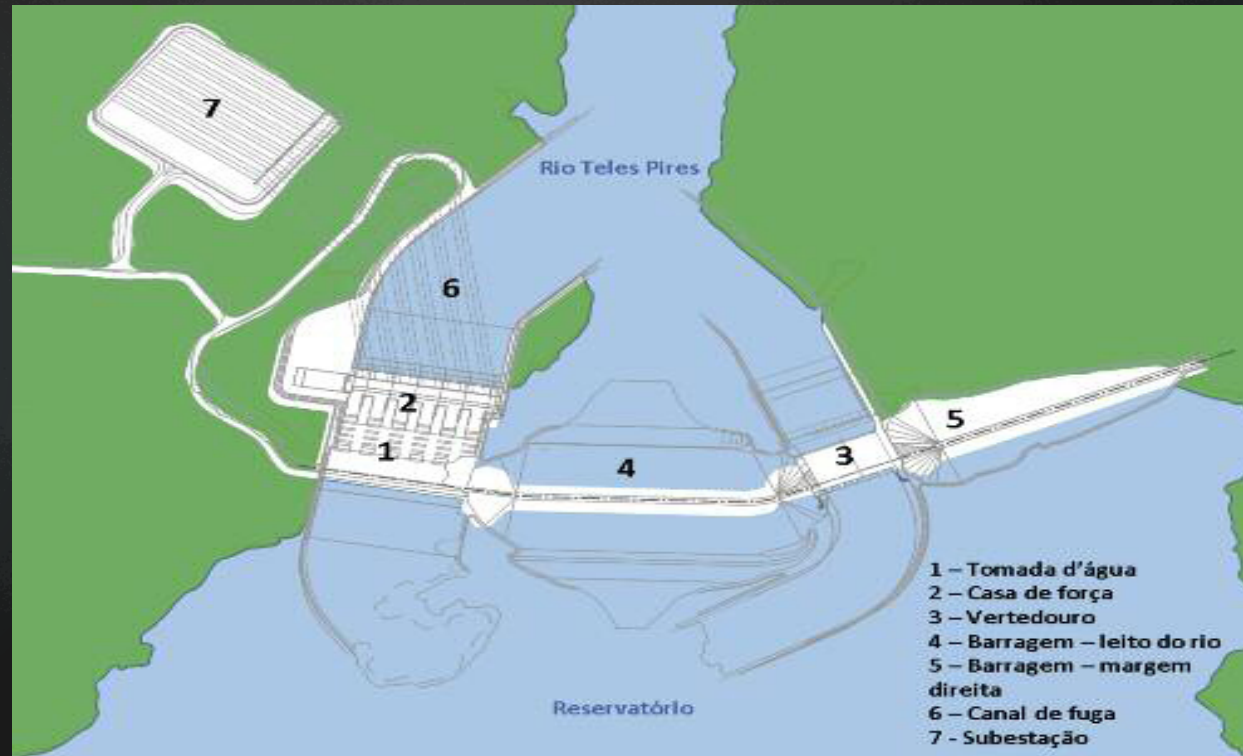 7
Rio Teles Pires
6
2
1
4
3
5
1 – Tomada d'água
2 – Casa de força
3 – Vertedouro
4 – Barragem – leito do rio
5 – Barragem – margem
direita
6 – Canal de fuga
7 - Subestação
Reservatório